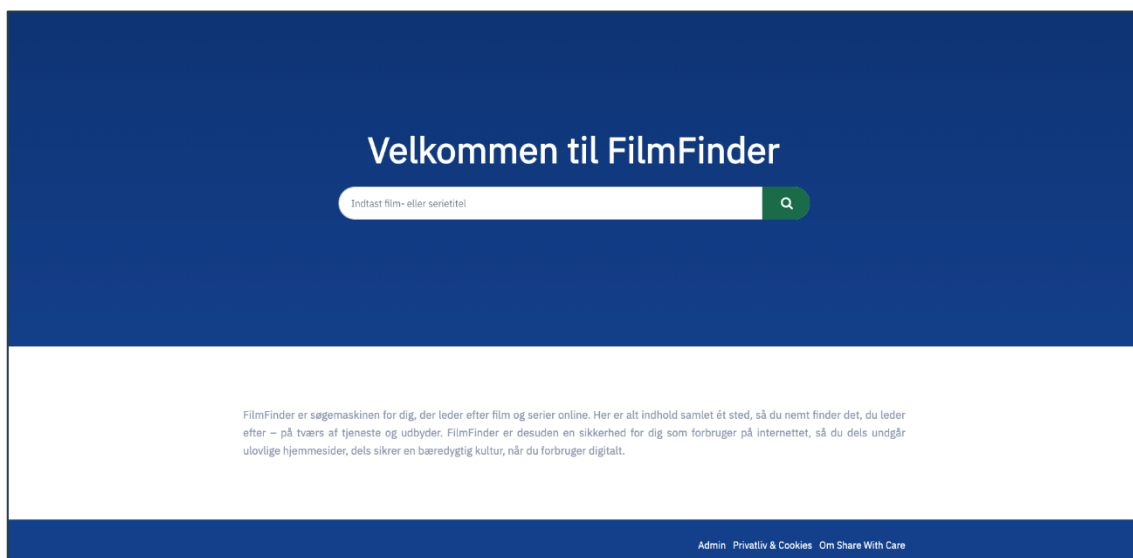 Velkommen til FilmFinder
Indtast film- eller serietitel
FilmFinder er søgemaskinen for dig, der leder efter film og serier online. Her er alt indhold samlet ét sted, så du nemt finder det, du leder
efter – på tværs af tjeneste og udbyder. FilmFinder er desuden en sikkerhed for dig som forbruger på internettet, så du dels undgår
ulovlige hjemmesider, dels sikrer en bæredygtig kultur, når du forbruger digitalt.
Admin Privatliv & Cookies Om Share With Care